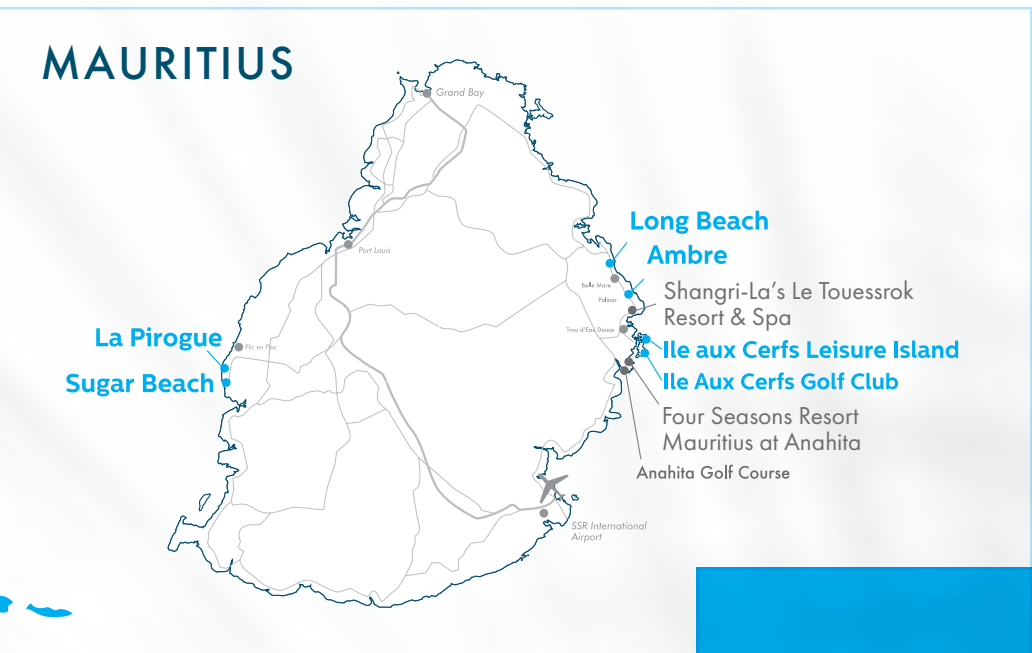 MAURITIUS
Grand Bay
Port Louis
Long Beach
Ambre
Belle Mare
Palmar
Shangri-La's Le Touessrok
Resort & Spa
Trou d'Eau Douce
Flic en Flac
La Pirogue
Sugar Beach
Ile aux Cerfs Leisure Island
Ile Aux Cerfs Golf Club
Four Seasons Resort
Mauritius at Anahita
Anahita Golf Course
SSR International
Airport